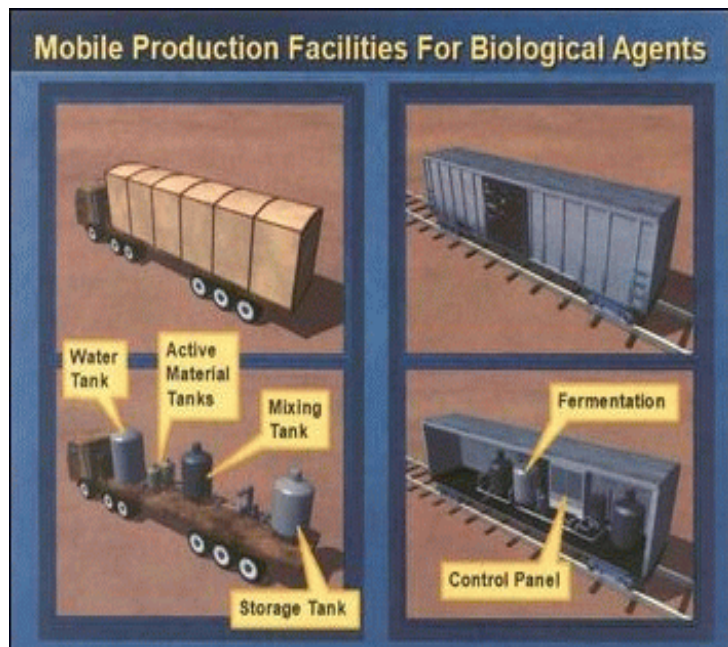 Mobile Production Facilities For Biological Agents
Water
Tank
Active
Material
Tanks
Mixing
Tank
Storage Tank
Fermentation
Control Panel